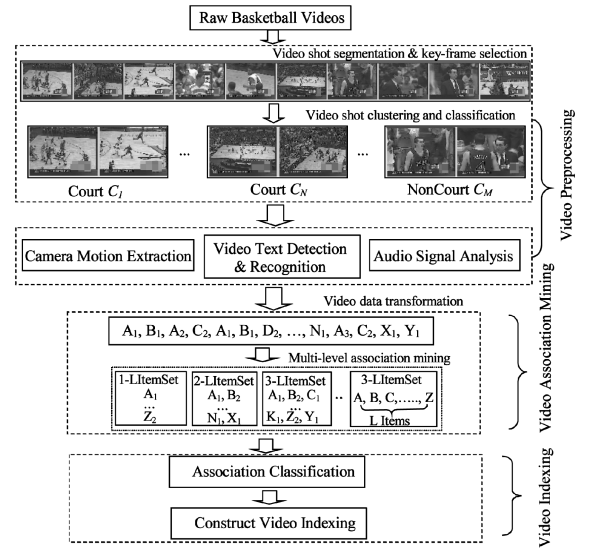 Raw Basketball Videos
Video shot segmentation & key-frame selection
Video shot clustering and classification
... ...
Court C1 Court CN NonCourt CM
Camera Motion Extraction
Video Text Detection
& Recognition
Audio Signal Analysis
Video Preprocessing
Video data transformation
A1, B1, A2, C2, A1, B1, D2, …, N1, A3, C2, X1, Y1
Multi-level association mining
1-LItemSet
A1
...
Z2
2-LItemSet
A1, B2
...
N1, X1
3-LItemSet
A1, B2, C1
...
K1, Z2, Y1
..
3-LItemSet
A, B, C,....., Z
L Items
Video Association Mining
Association Classification
Construct Video Indexing
Video Indexing